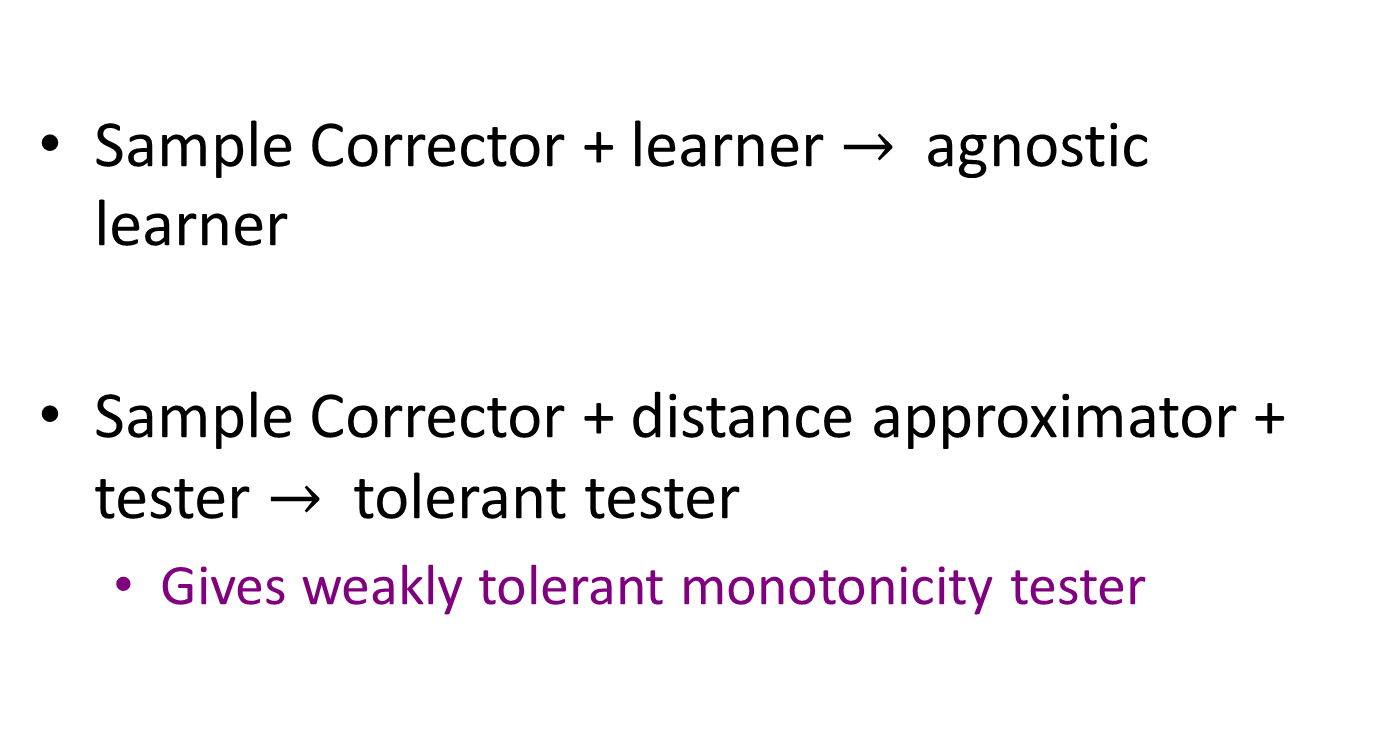 • Sample Corrector + learner → agnostic
learner
• Sample Corrector + distance approximator +
tester → tolerant tester
• Gives weakly tolerant monotonicity tester